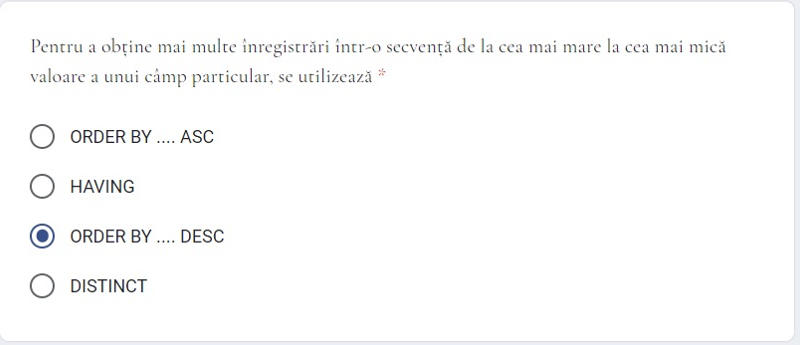 Pentru a obține mai multe înregistrări într-o secvență de la cea mai mare la cea mai mică
valoare a unui câmp particular, se utilizează *
ORDER BY .... ASC
HAVING
ORDER BY .... DESC
DISTINCT